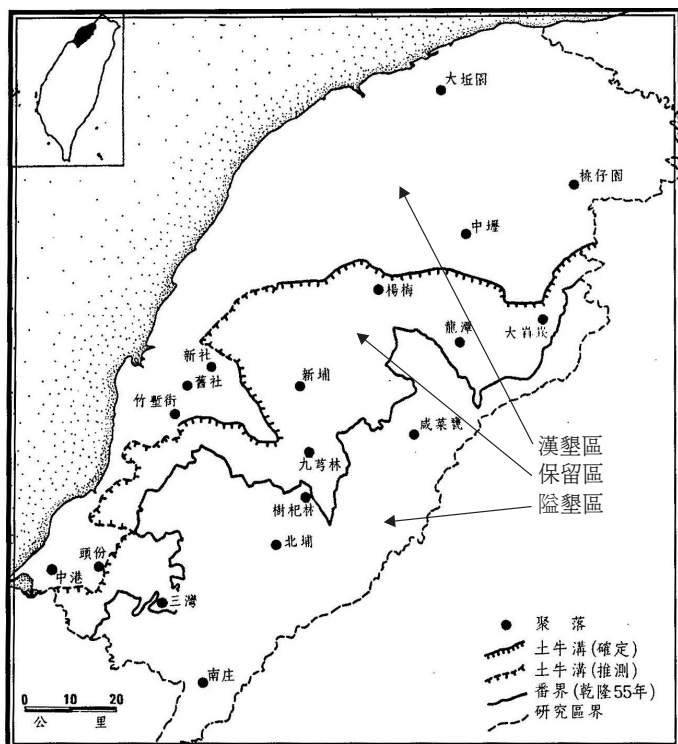 大坵園
桃仔園
中壢
楊梅
龍潭
大嵙崁
新社
舊社
新埔
竹塹街
咸菜甕
漢墾區
九芎林
保留區
樹杞林
隘墾區
北埔
頭份
中港
三灣
南庄
聚落
土牛溝(確定)
土牛溝(推測)
番界(乾隆55年)
研究區界
0 10 20
公里